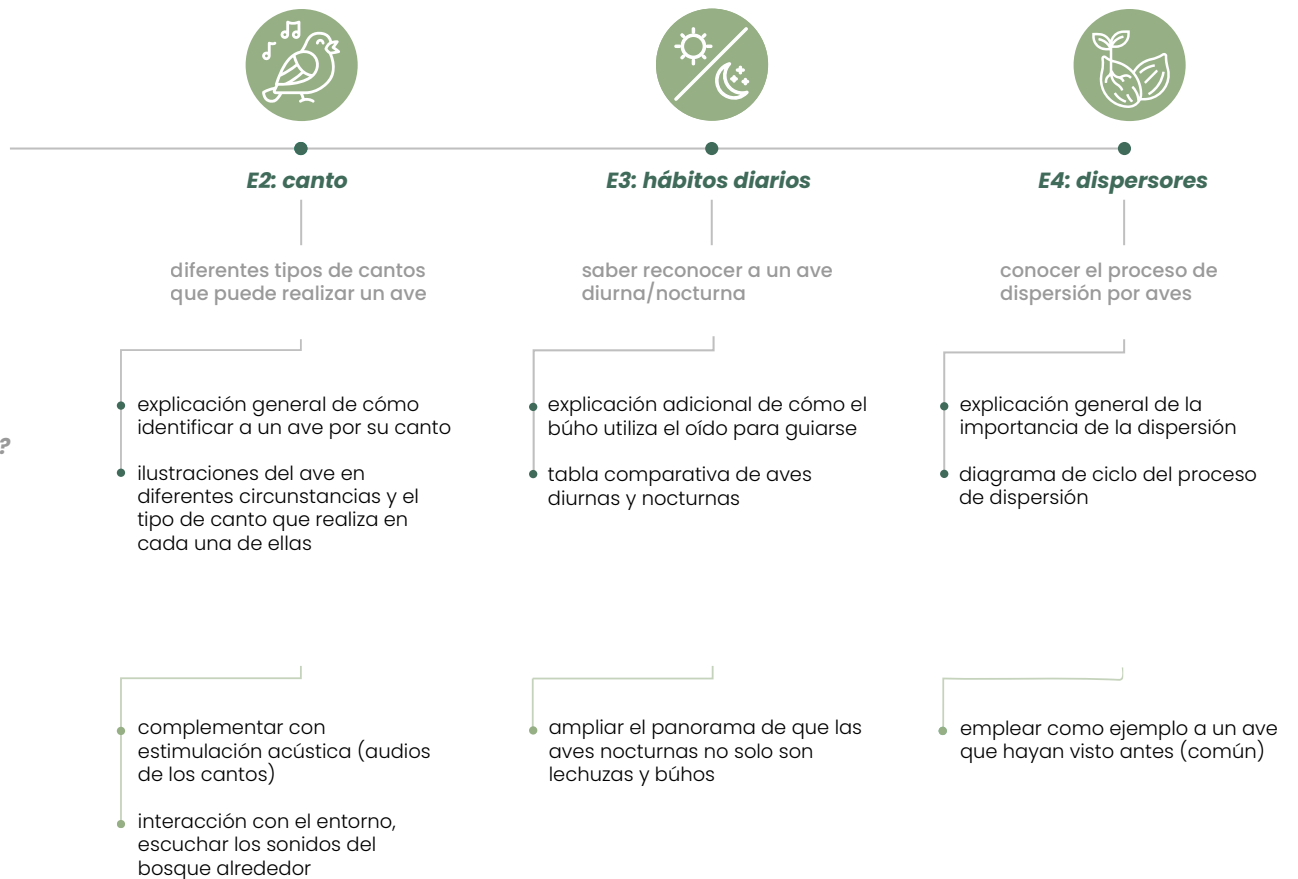 E2: canto
diferentes tipos de cantos
que puede realizar un ave
explicación general de cómo
identificar a un ave por su canto
ilustraciones del ave en
diferentes circunstancias y el
tipo de canto que realiza en
cada una de ellas
complementar con
estimulación acústica (audios
de los cantos)
interacción con el entorno,
escuchar los sonidos del
bosque alrededor
E3: hábitos diarios
saber reconocer a un ave
diurna/nocturna
explicación adicional de cómo el
búho utiliza el oído para guiarse
tabla comparativa de aves
diurnas y nocturnas
ampliar el panorama de que las
aves nocturnas no solo son
lechuzas y búhos
E4: dispersores
conocer el proceso de
dispersión por aves
explicación general de la
importancia de la dispersión
diagrama de ciclo del proceso
de dispersión
emplear como ejemplo a un ave
que hayan visto antes (común)
?